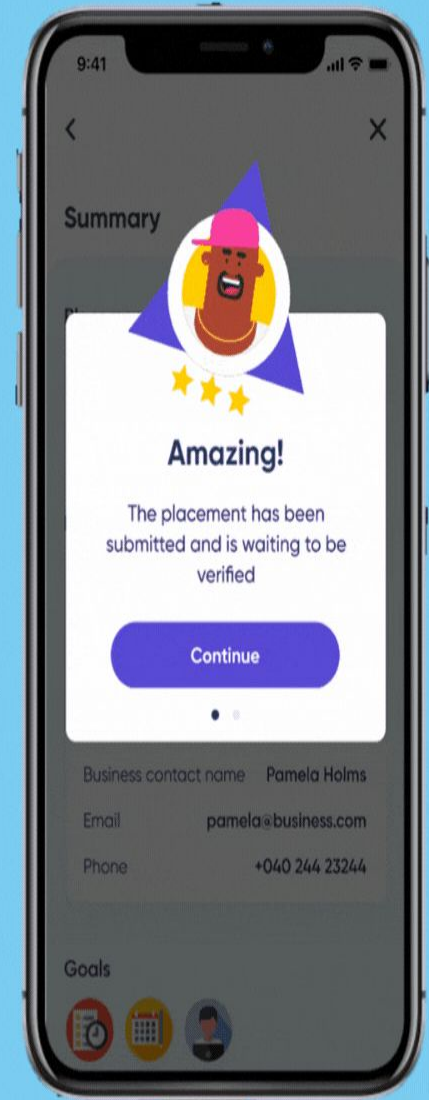 9:41
Summary
Amazing!
The placement has been
submitted and is waiting to be
verified
Continue
Business contact name Pamela Holms
Email pamela@business.com
Phone +040 244 23244
Goals